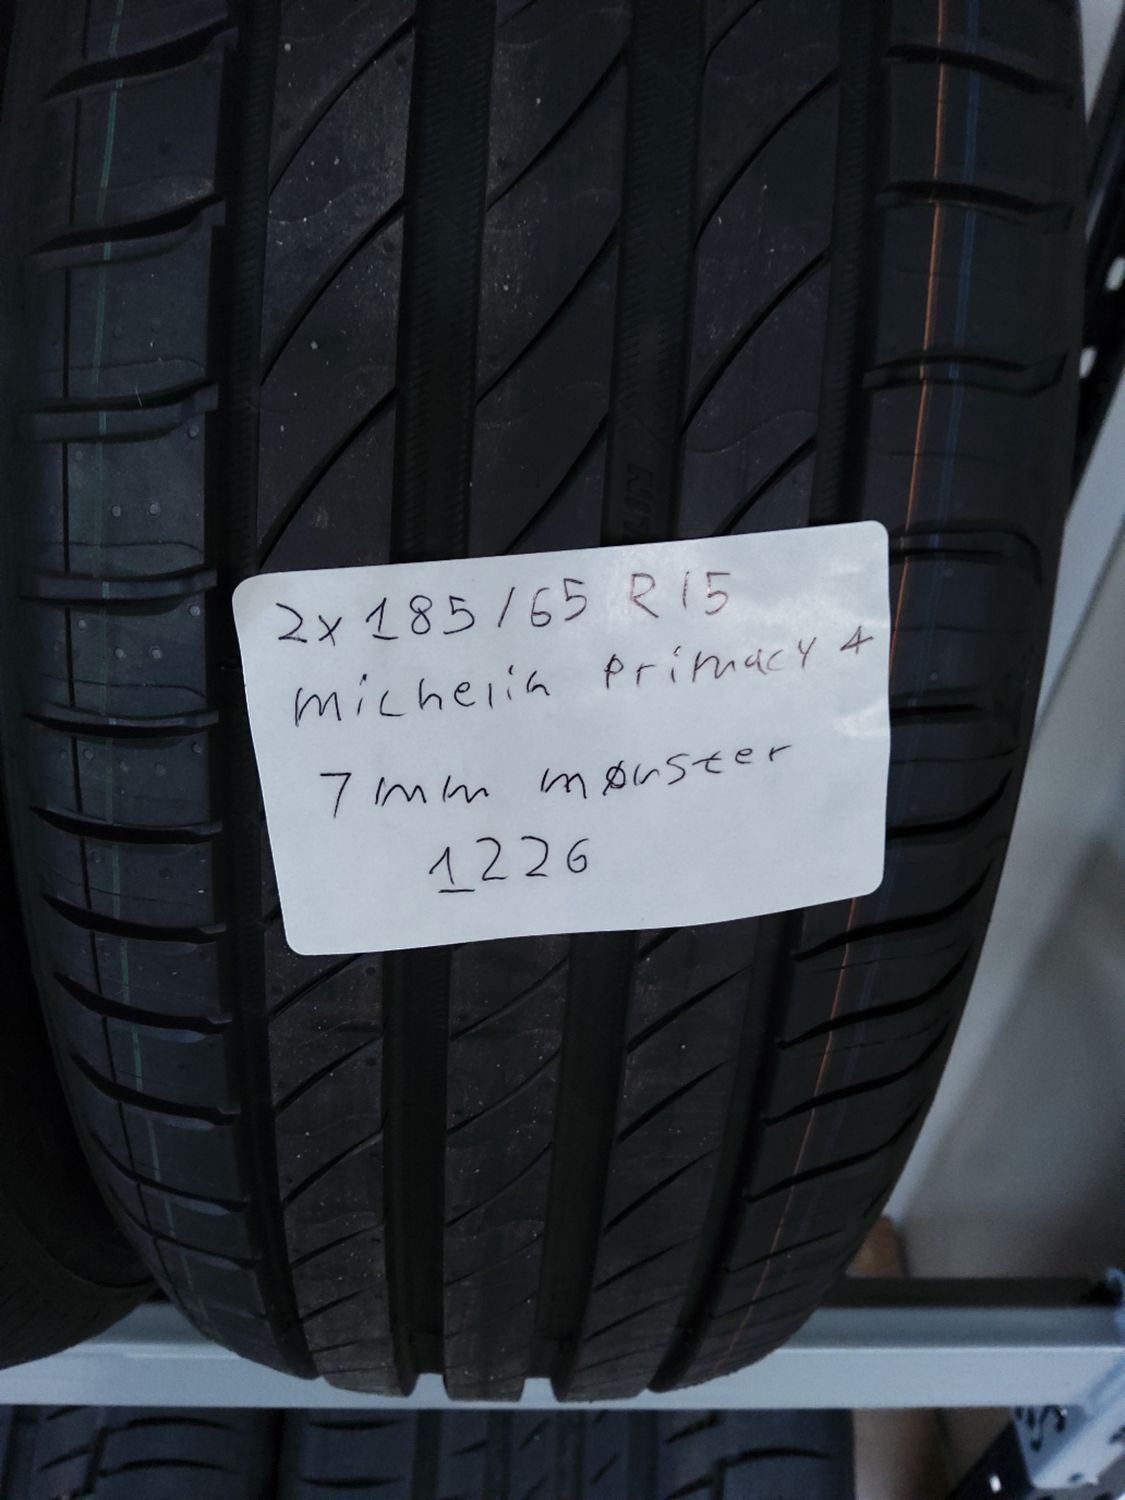 2x 185/65 R15
Michelin Primacy 4
7mm mønster
1226